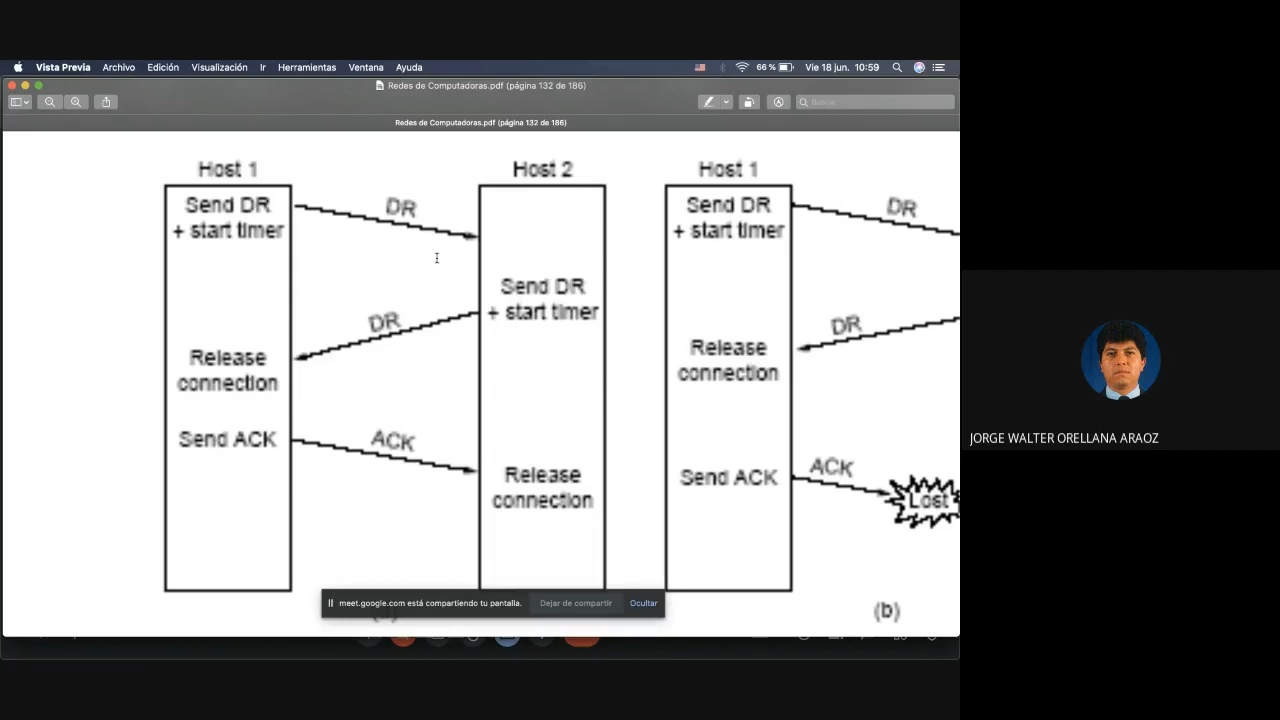 Vista Previa Archivo Edición Visualización Ir Herramientas Ventana Ayuda 66 % Vie 18 jun. 10:59
Redes de Computadoras.pdf (página 132 de 186)
Buscar
Redes de Computadoras.pdf (página 132 de 186)
Host 1
Send DR
+ start timer
DR
Host 2
Send DR
+ start timer
DR
Release
connection
Send ACK
ACK
Release
connection
Host 1
Send DR
+ start timer
DR
DR
Release
connection
Send ACK
ACK
Lost
(b)
meet.google.com está compartiendo tu pantalla. Dejar de compartir Ocultar
JORGE WALTER ORELLANA ARAOZ